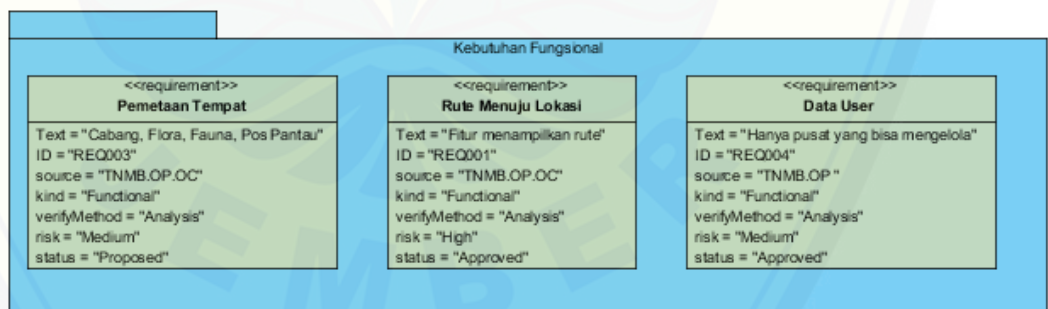 Kebutuhan Fungsional
<<requirement>>
Pemetaan Tempat
Text = "Cabang, Flora, Fauna, Pos Pantau"
ID = "REQ003"
source = "TNMB.OP.OC"
kind = "Functional"
verifyMethod = "Analysis"
risk = "Medium"
status = "Proposed"
<<requirement>>
Rute Menuju Lokasi
Text = "Fitur menampilkan rute"
ID = "REQ001"
source = "TNMB.OP.OC"
kind = "Functional"
verifyMethod = "Analysis"
risk = "High"
status = "Approved"
<<requirement>>
Data User
Text = "Hanya pusat yang bisa mengelola"
ID = "REQ004"
source = "TNMB.OP "
kind = "Functional"
verifyMethod = "Analysis"
risk = "Medium"
status = "Approved"